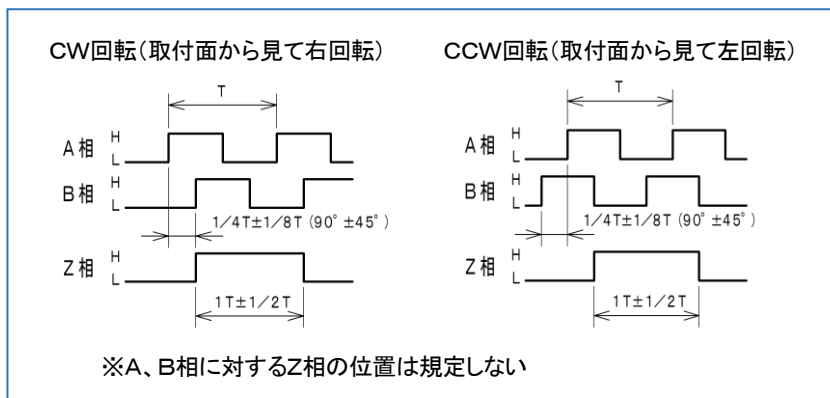 CW回転(取付面から見て右回転)
T
A相 H
L
B相 H
L
1/4T±1/8T(90°±45°)
Z相 H
L
1T±1/2T
CCW回転(取付面から見て左回転)
T
A相 H
L
B相 H
L
1/4T±1/8T(90°±45°)
Z相 H
L
1T±1/2T
※A、B相に対するZ相の位置は規定しない